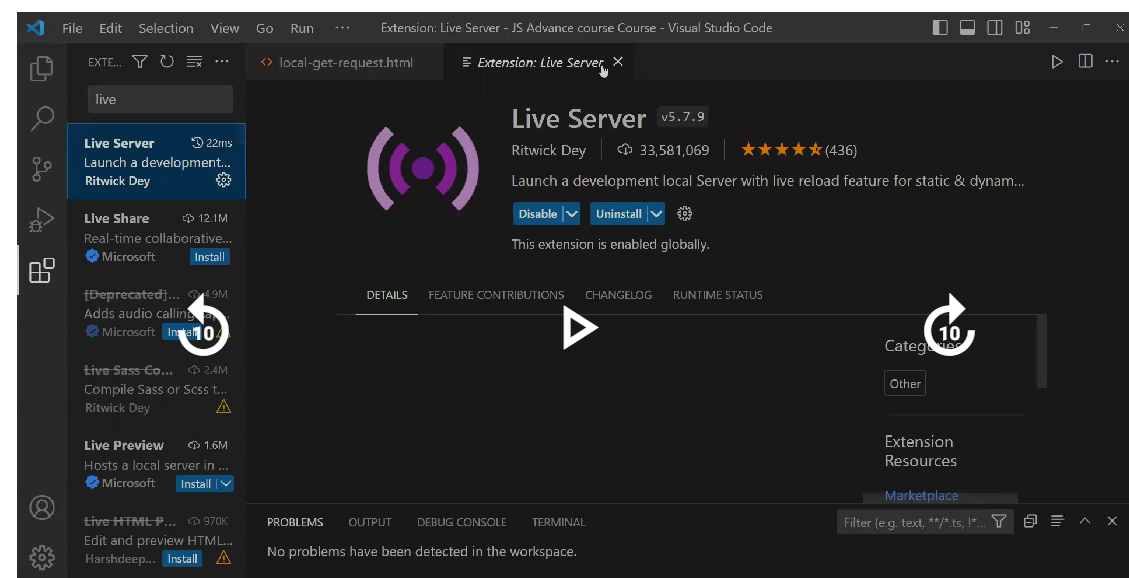 File Edit Selection View Go Run ··· Extension: Live Server - JS Advance course Course - Visual Studio Code
EXTE... ···
local-get-request.html Extension: Live Server
live
Live Server 22ms
Launch a development...
Ritwick Dey
Live Share 12.1M
Real-time collaborative...
Microsoft Install
[Deprecated]... 4.9M
Adds audio calling
Microsoft Install
10
Live Sass Co... 2.4M
Compile Sass or Scss t...
Ritwick Dey
Live Preview 1.6M
Hosts a local server in ...
Microsoft Install
Live HTML P... 970K
Edit and preview HTML...
Harshdeep... Install
Live Server v5.7.9
Ritwick Dey 33,581,069 (436)
Launch a development local Server with live reload feature for static & dynam...
Disable Uninstall
This extension is enabled globally.
DETAILS FEATURE CONTRIBUTIONS CHANGELOG RUNTIME STATUS
10
Categories
Other
Extension
Resources
Marketplace
PROBLEMS OUTPUT DEBUG CONSOLE TERMINAL Filter (e.g. text, **/*.ts, !*...
No problems have been detected in the workspace.